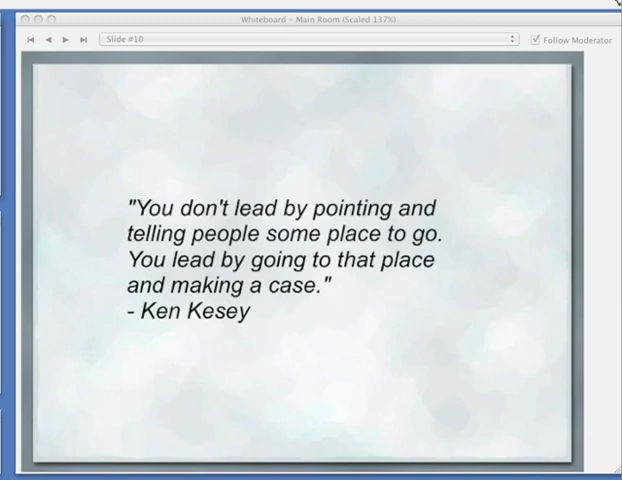 Whiteboard - Main Room (Scaled 137%)
Slide #10
Follow Moderator
"You don't lead by pointing and
telling people some place to go.
You lead by going to that place
and making a case."
- Ken Kesey